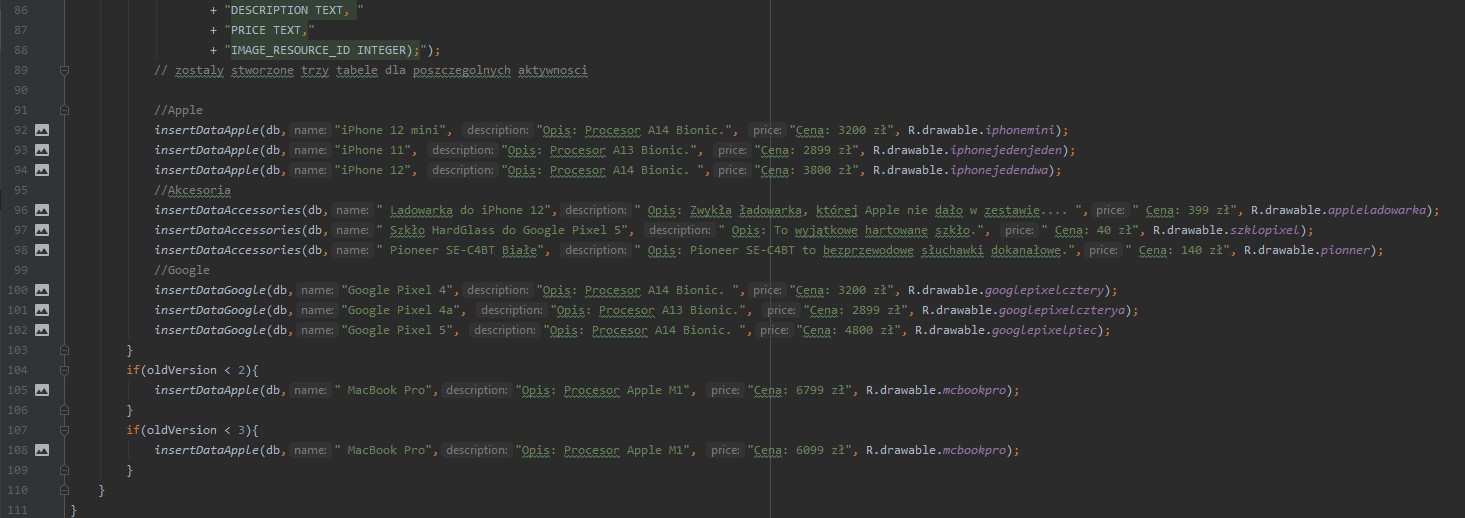 86 + "DESCRIPTION TEXT, "
87 + "PRICE TEXT,"
88 + "IMAGE_RESOURCE_ID INTEGER);");
89 // zostaly stworzone trzy tabele dla poszczegolnych aktywnosci
90
91 //Apple
92 insertDataApple(db, name: "iPhone 12 mini", description: "Opis: Procesor A14 Bionic.", price: "Cena: 3200 zł", R.drawable.iphonemini);
93 insertDataApple(db, name: "iPhone 11", description: "Opis: Procesor A13 Bionic.", price: "Cena: 2899 zł", R.drawable.iphonejedenjeden);
94 insertDataApple(db, name: "iPhone 12", description: "Opis: Procesor A14 Bionic. ", price: "Cena: 3800 zł", R.drawable.iphonejedendwa);
95 //Akcesoria
96 insertDataAccessories(db, name: " Ladowarka do iPhone 12", description: " Opis: Zwykła ładowarka, której Apple nie dało w zestawie.... ", price: " Cena: 399 zł", R.drawable.appleladowarka);
97 insertDataAccessories(db, name: " Szkło HardGlass do Google Pixel 5", description: " Opis: To wyjątkowe hartowane szkło.", price: " Cena: 40 zł", R.drawable.szklopixel);
98 insertDataAccessories(db, name: " Pioneer SE-C4BT Białe", description: " Opis: Pioneer SE-C4BT to bezprzewodowe słuchawki dokanałowe.", price: " Cena: 140 zł", R.drawable.pionner);
99 //Google
100 insertDataGoogle(db, name: "Google Pixel 4", description: "Opis: Procesor A14 Bionic. ", price: "Cena: 3200 zł", R.drawable.googlepixelcztery);
101 insertDataGoogle(db, name: "Google Pixel 4a", description: "Opis: Procesor A13 Bionic.", price: "Cena: 2899 zł", R.drawable.googlepixelczterya);
102 insertDataGoogle(db, name: "Google Pixel 5", description: "Opis: Procesor A14 Bionic. ", price: "Cena: 4800 zł", R.drawable.googlepixelpiec);
103 }
104 if(oldVersion < 2){
105 insertDataApple(db, name: " MacBook Pro", description: "Opis: Procesor Apple M1", price: "Cena: 6799 zł", R.drawable.mcbookpro);
106 }
107 if(oldVersion < 3){
108 insertDataApple(db, name: " MacBook Pro", description: "Opis: Procesor Apple M1", price: "Cena: 6099 zł", R.drawable.mcbookpro);
109 }
110 }
111 }